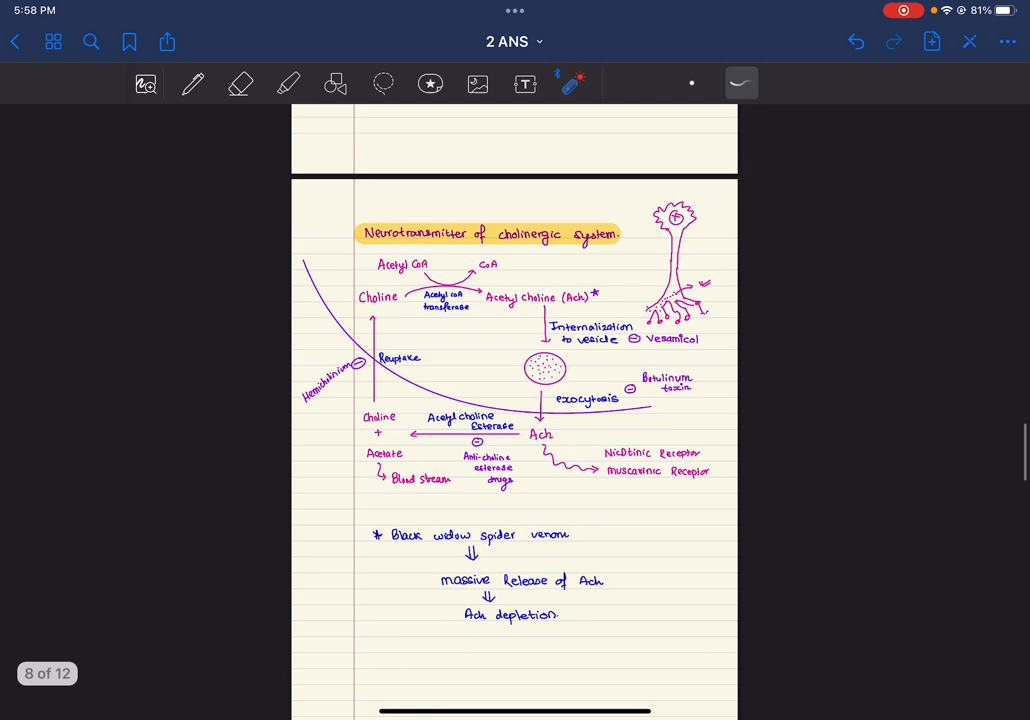 5:58 PM
81%
2 ANS
Neurotransmitter of cholinergic system.
Acetyl CoA
CoA
Choline
Acetyl coA
transferase
Acetyl choline (Ach)*
Internalization
to vesicle
⊖ Vesamicol
Reuptake
Hemicholinium ⊖
Botulinum
toxin
⊖
exocytosis
Choline
+
Acetate
Blood stream
Acetyl choline
Esterase
⊖
Anti-choline
esterase
drugs
Ach
Nicotinic Receptor
muscarinic Receptor
* Black widow spider venom
massive Release of Ach
Ach depletion.
8 of 12